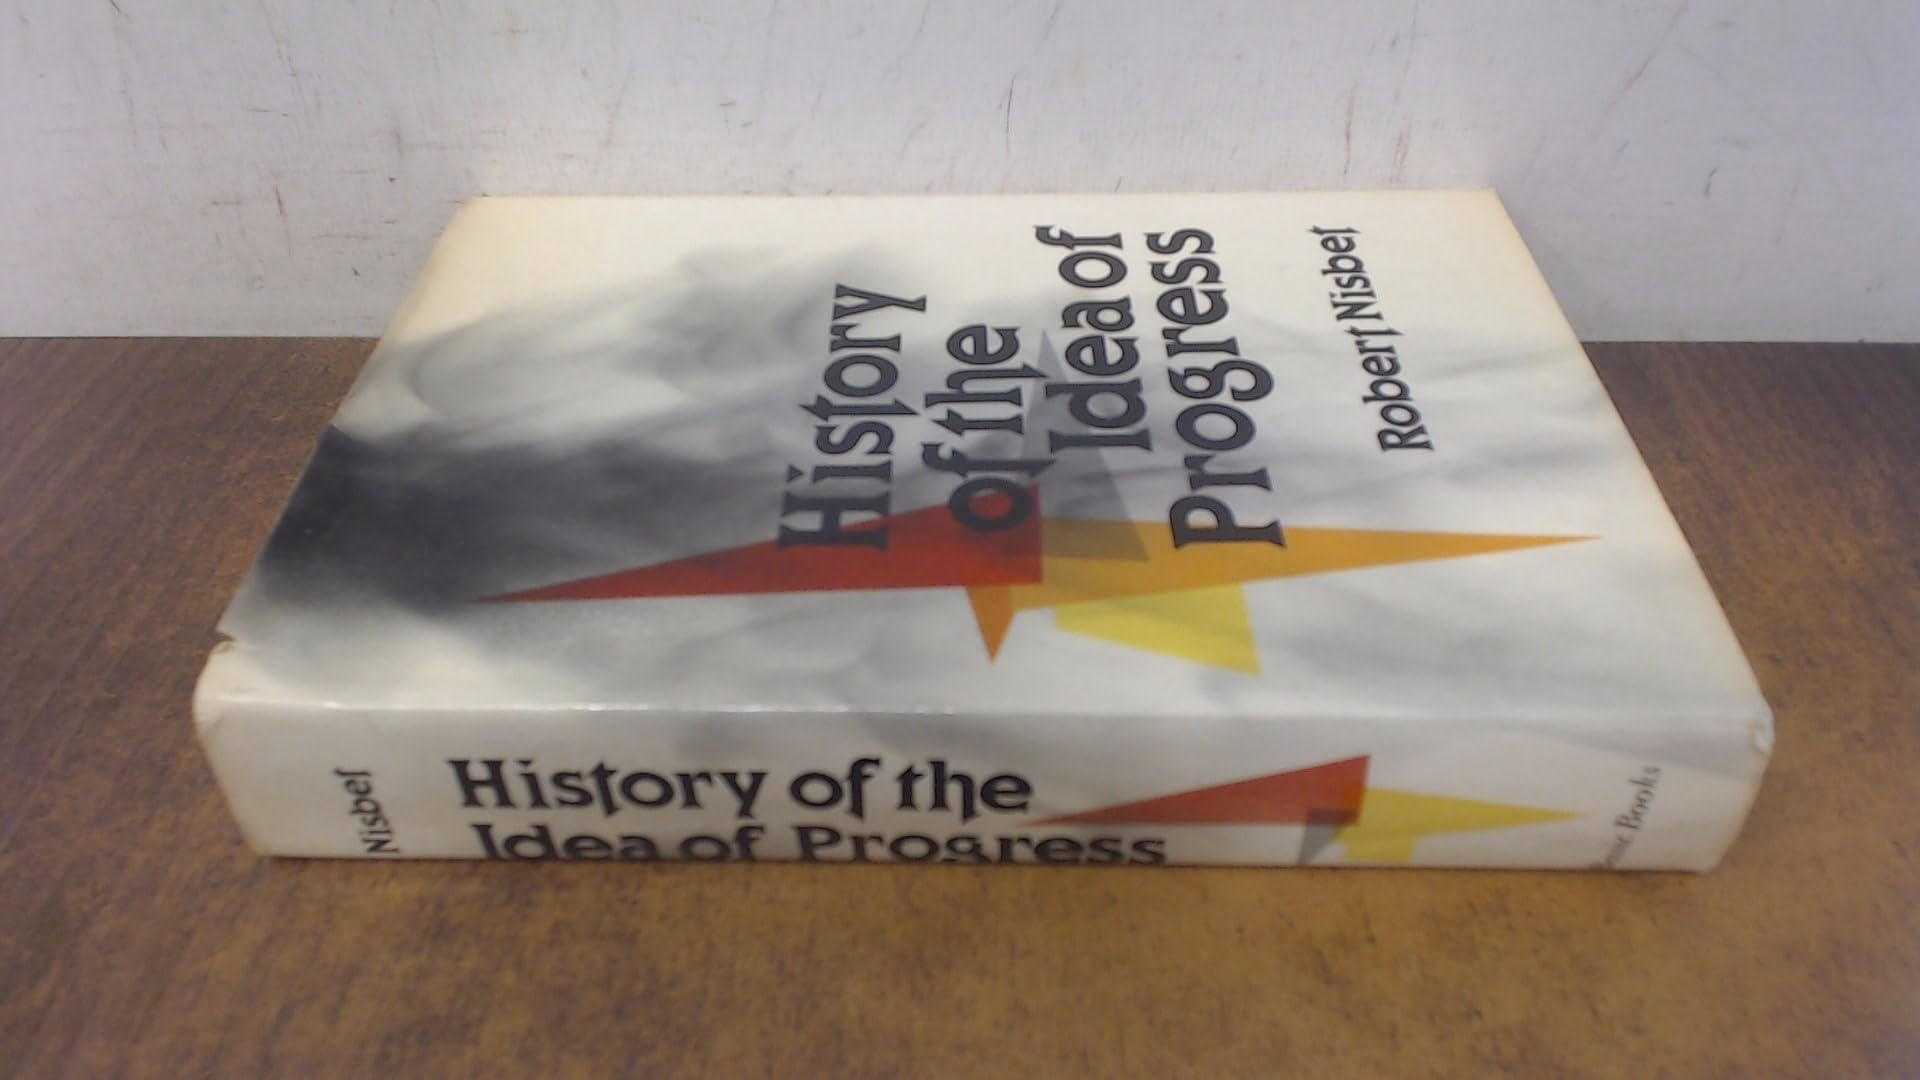 History
of the
Idea of
Progress
Robert Nisbet
Nisbet
History of the
Idea of Progress
Books